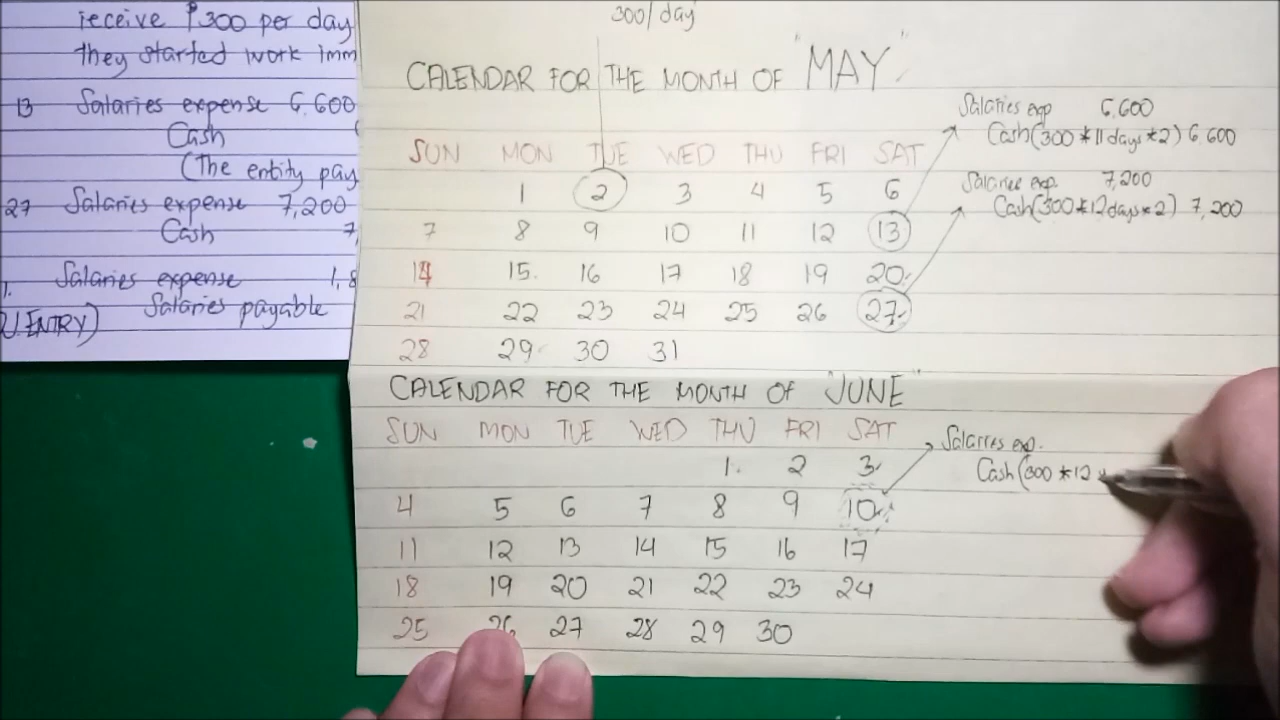 receive ₱300 per day
they started work imm
13 Salaries expense 6,600
Cash
(The entity pay
27 Salaries expense 7,200
Cash 7,
1. Salaries expense 1,8
Salaries payable
ENTRY)
300/day
CALENDAR FOR THE MONTH OF "MAY"
SUN MON TUE WED THU FRI SAT
1 2 3 4 5 6
7 8 9 10 11 12 13
14 15 16 17 18 19 20
21 22 23 24 25 26 27
28 29 30 31
Salaries exp 6,600
Cash(300*11days*2) 6,600
Salaries exp. 7,200
Cash(300*12days*2) 7,200
CALENDAR FOR THE MONTH OF "JUNE"
SUN MON TUE WED THU FRI SAT
1 2 3
4 5 6 7 8 9 10
11 12 13 14 15 16 17
18 19 20 21 22 23 24
25 26 27 28 29 30
Salaries exp.
Cash(300*12